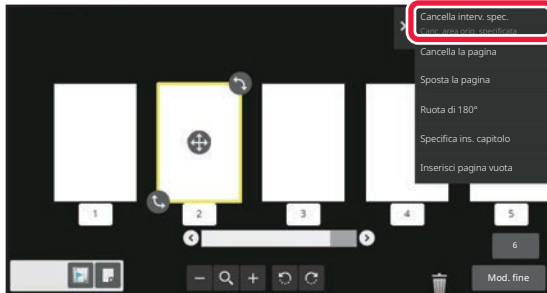 Cancella interv. spec.
Canc. area orig. specificata
Cancella la pagina
Sposta la pagina
Ruota di 180°
Specifica ins. capitolo
Inserisci pagina vuota
1
2
3
4
5
6
Mod. fine